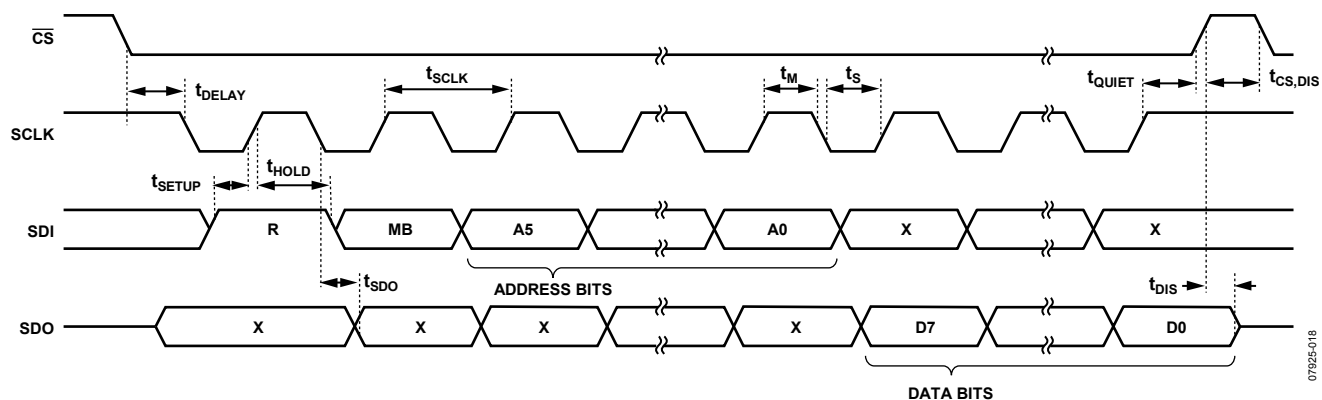 CS
tDELAY
tSCLK
tM
tS
tQUIET
tCS,DIS
SCLK
tSETUP
tHOLD
SDI
R
MB
A5
A0
X
X
tSDO
ADDRESS BITS
tDIS
SDO
X
X
X
X
D7
D0
DATA BITS
07925-018